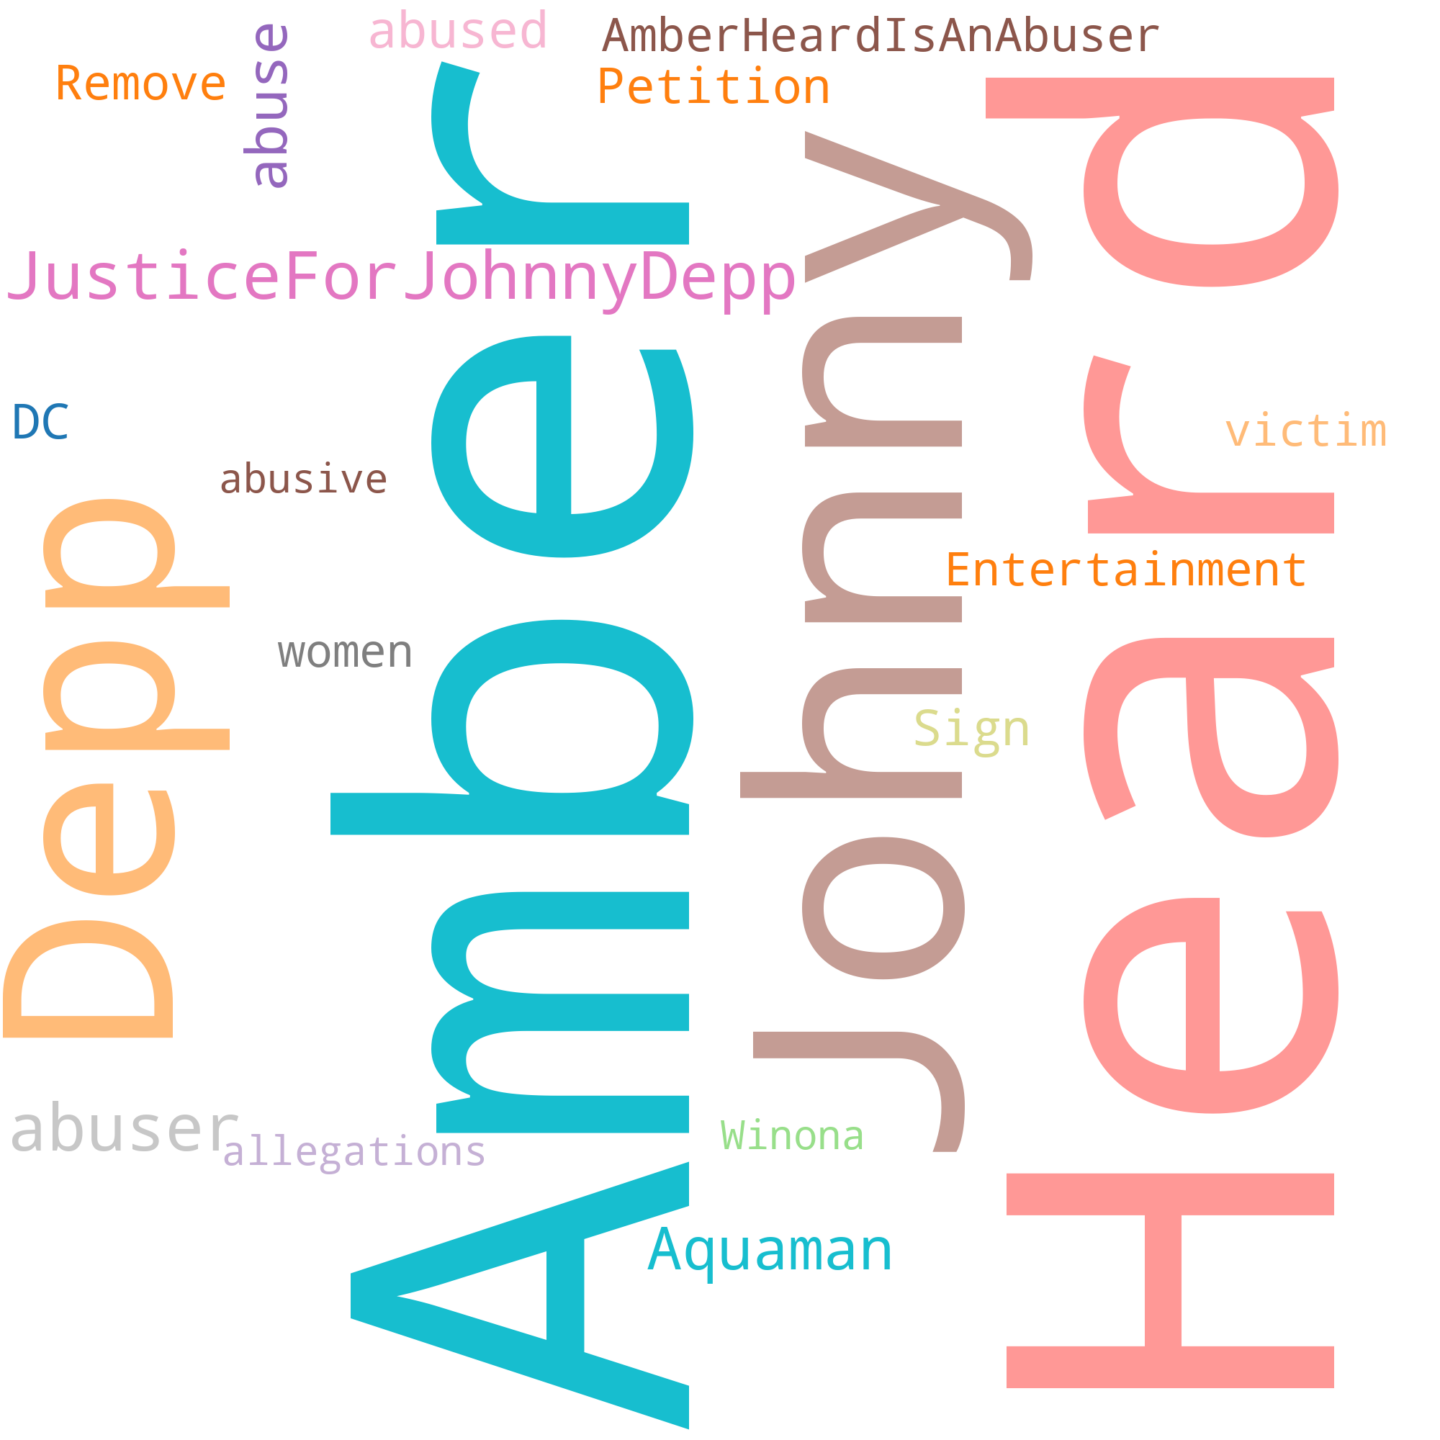 abused
AmberHeardIsAnAbuser
Remove
abuse
Petition
JusticeForJohnnyDepp
Amber
Johnny
Heard
DC
victim
abusive
Depp
Entertainment
women
Sign
abuser
allegations
Winona
Aquaman